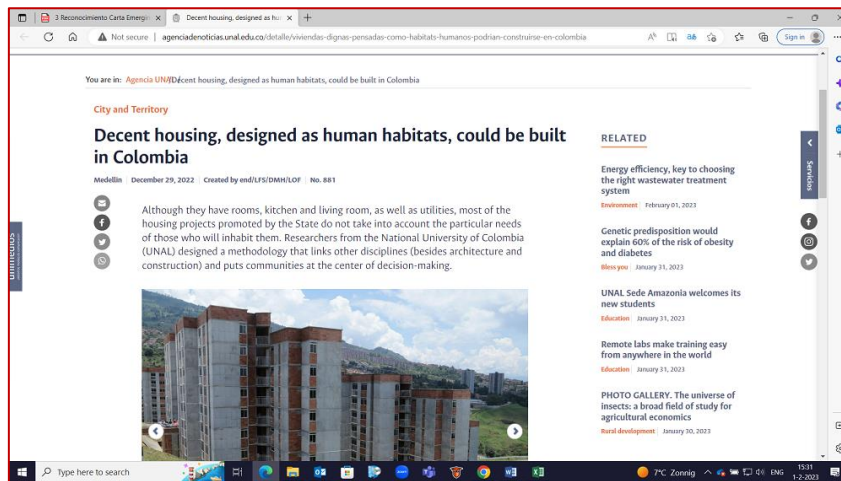 3 Reconocimiento Carta Emergin
Decent housing, designed as hum
Not secure
agenciadenoticias.unal.edu.co/detalle/viviendas-dignas-pensadas-como-habitats-humanos-podrian-construirse-en-colombia
Sign in
You are in: Agencia UNAL/Decent housing, designed as human habitats, could be built in Colombia
City and Territory
Decent housing, designed as human habitats, could be built
in Colombia
Medellin | December 29, 2022 | Created by end/LFS/DMH/LOF | No. 881
Although they have rooms, kitchen and living room, as well as utilities, most of the
housing projects promoted by the State do not take into account the particular needs
of those who will inhabit them. Researchers from the National University of Colombia
(UNAL) designed a methodology that links other disciplines (besides architecture and
construction) and puts communities at the center of decision-making.
unimedios
RELATED
Energy efficiency, key to choosing
the right wastewater treatment
system
Environment | February 01, 2023
Genetic predisposition would
explain 60% of the risk of obesity
and diabetes
Bless you | January 31, 2023
UNAL Sede Amazonia welcomes its
new students
Education | January 31, 2023
Remote labs make training easy
from anywhere in the world
Education | January 31, 2023
PHOTO GALLERY. The universe of
insects: a broad field of study for
agricultural economics
Rural development | January 30, 2023
Servicios
Type here to search
7°C Zonnig
ENG
15:31
1-2-2023